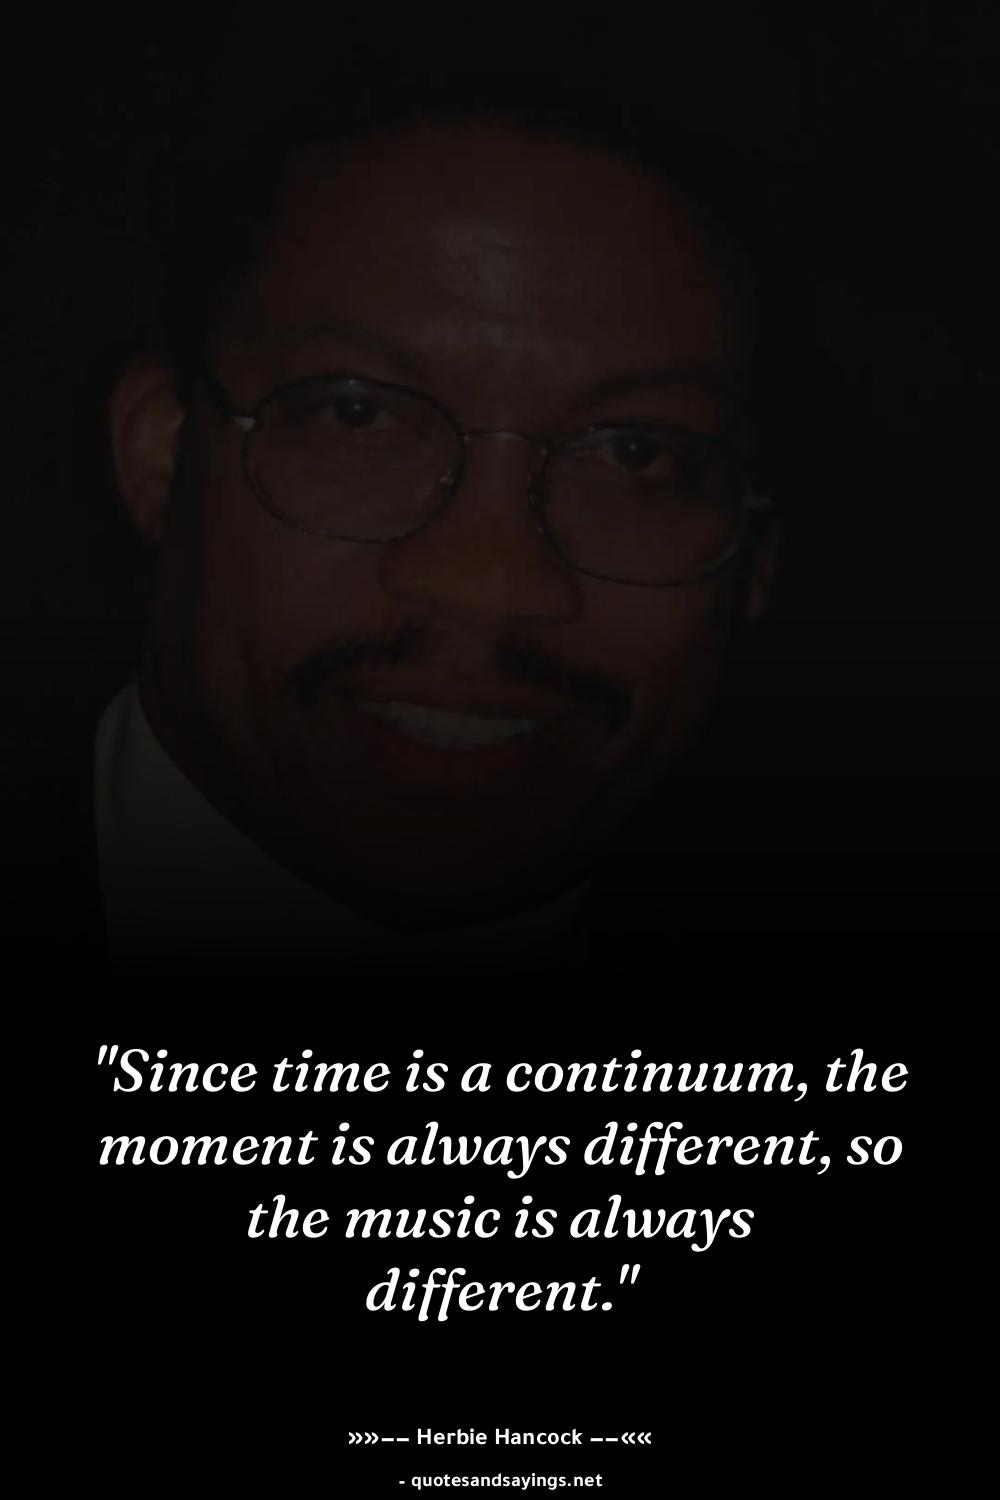 "Since time is a continuum, the
moment is always different, so
the music is always
different."
»»−− Herbie Hancock −−««
- quotesandsayings.net